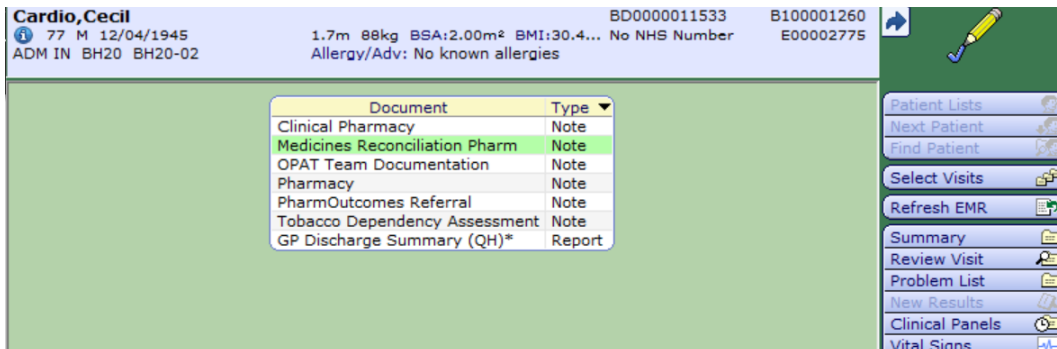 Cardio,Cecil BD0000011533 B100001260
77 M 12/04/1945 1.7m 88kg BSA:2.00m² BMI:30.4... No NHS Number E00002775
ADM IN BH20 BH20-02 Allergy/Adv: No known allergies
Document Type
Clinical Pharmacy Note
Medicines Reconciliation Pharm Note
OPAT Team Documentation Note
Pharmacy Note
PharmOutcomes Referral Note
Tobacco Dependency Assessment Note
GP Discharge Summary (QH)* Report
Patient Lists
Next Patient
Find Patient
Select Visits
Refresh EMR
Summary
Review Visit
Problem List
New Results
Clinical Panels
Vital Signs